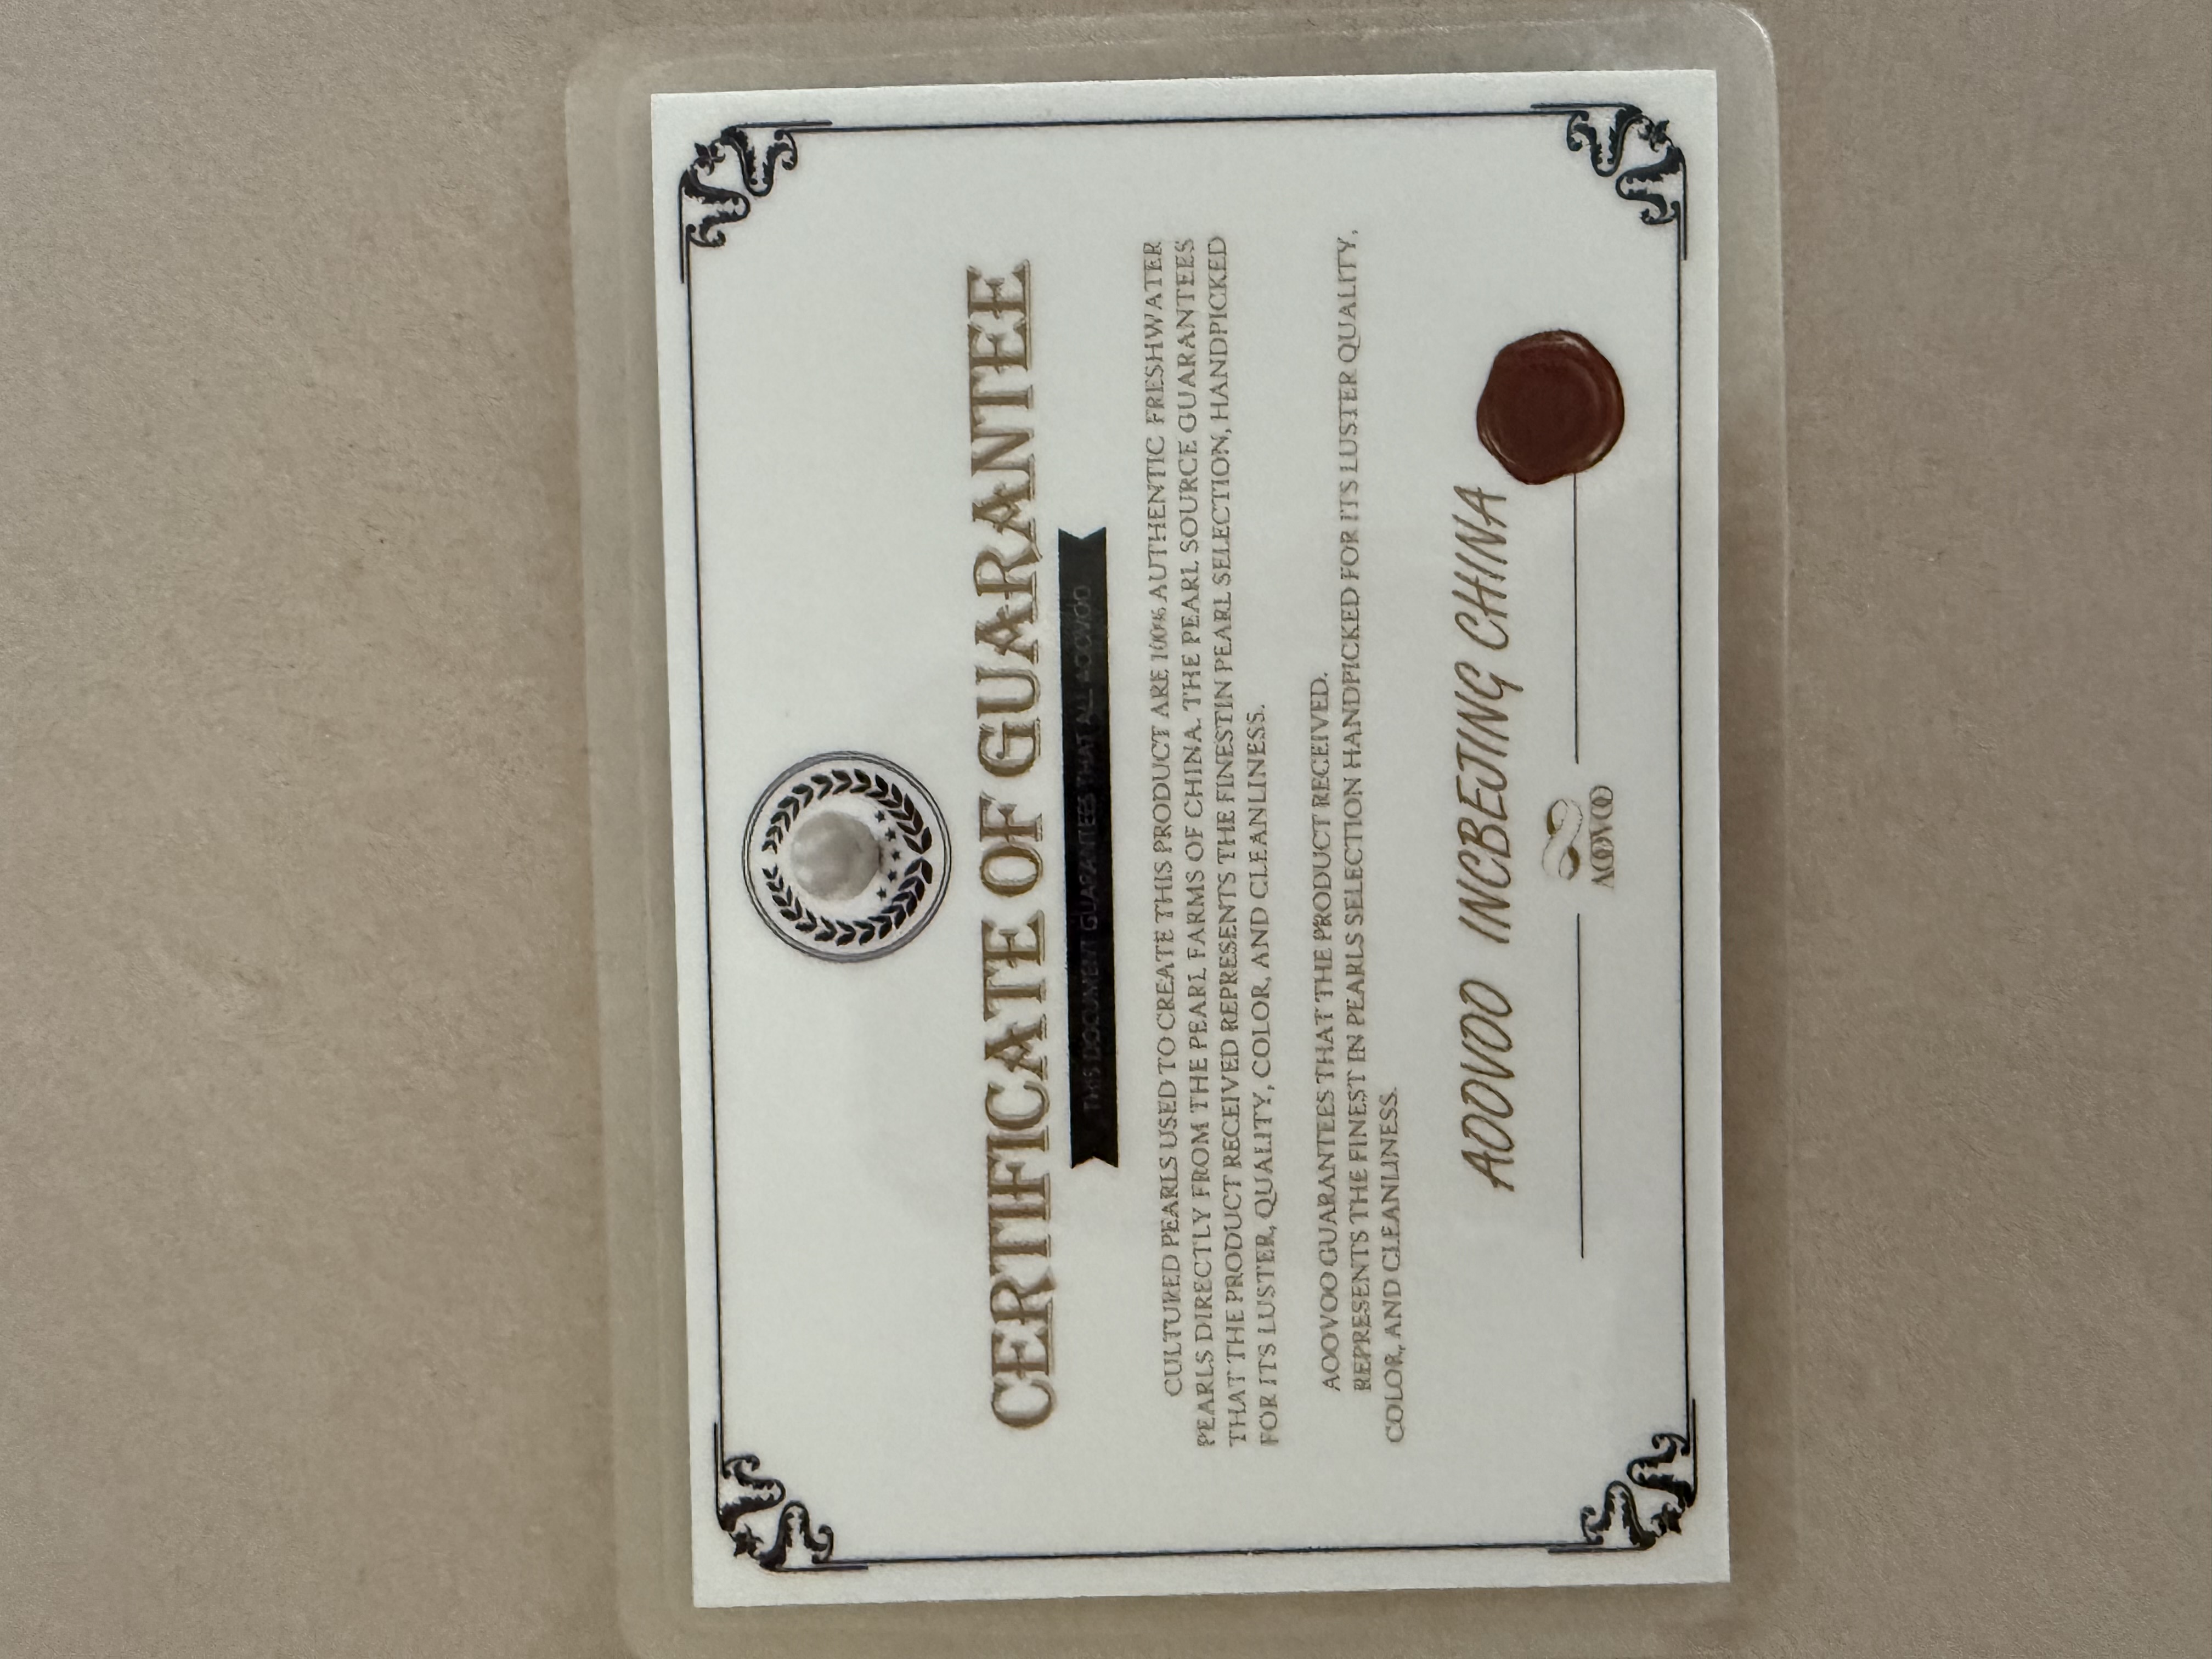 CERTIFICATE OF GUARANTEE
THIS DOCUMENT GUARANTEES THAT ALL AOOVOO
CULTURED PEARLS USED TO CREATE THIS PRODUCT ARE 100% AUTHENTIC FRESHWATER
PEARLS DIRECTLY FROM THE PEARL FARMS OF CHINA. THE PEARL SOURCE GUARANTEES
THAT THE PRODUCT RECEIVED REPRESENTS THE FINESTIN PEARL SELECTION, HANDPICKED
FOR ITS LUSTER, QUALITY, COLOR, AND CLEANLINESS.
AOOVOO GUARANTEES THAT THE PRODUCT RECEIVED.
REPRESENTS THE FINEST IN PEARLS SELECTION HANDPICKED FOR ITS LUSTER QUALITY,
COLOR, AND CLEANLINESS.
AOOVOO INCBEJING CHINA
AOOVOO